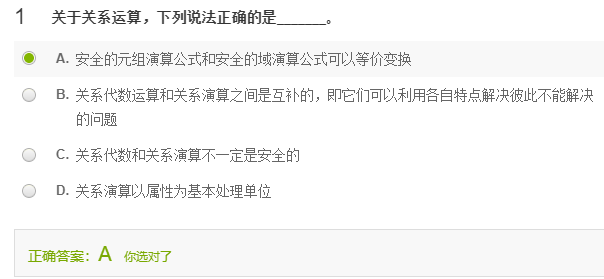 1 关于关系运算，下列说法正确的是_______。
A. 安全的元组演算公式和安全的域演算公式可以等价变换
B. 关系代数运算和关系演算之间是互补的，即它们可以利用各自特点解决彼此不能解决
的问题
C. 关系代数和关系演算不一定是安全的
D. 关系演算以属性为基本处理单位
正确答案：A 你选对了